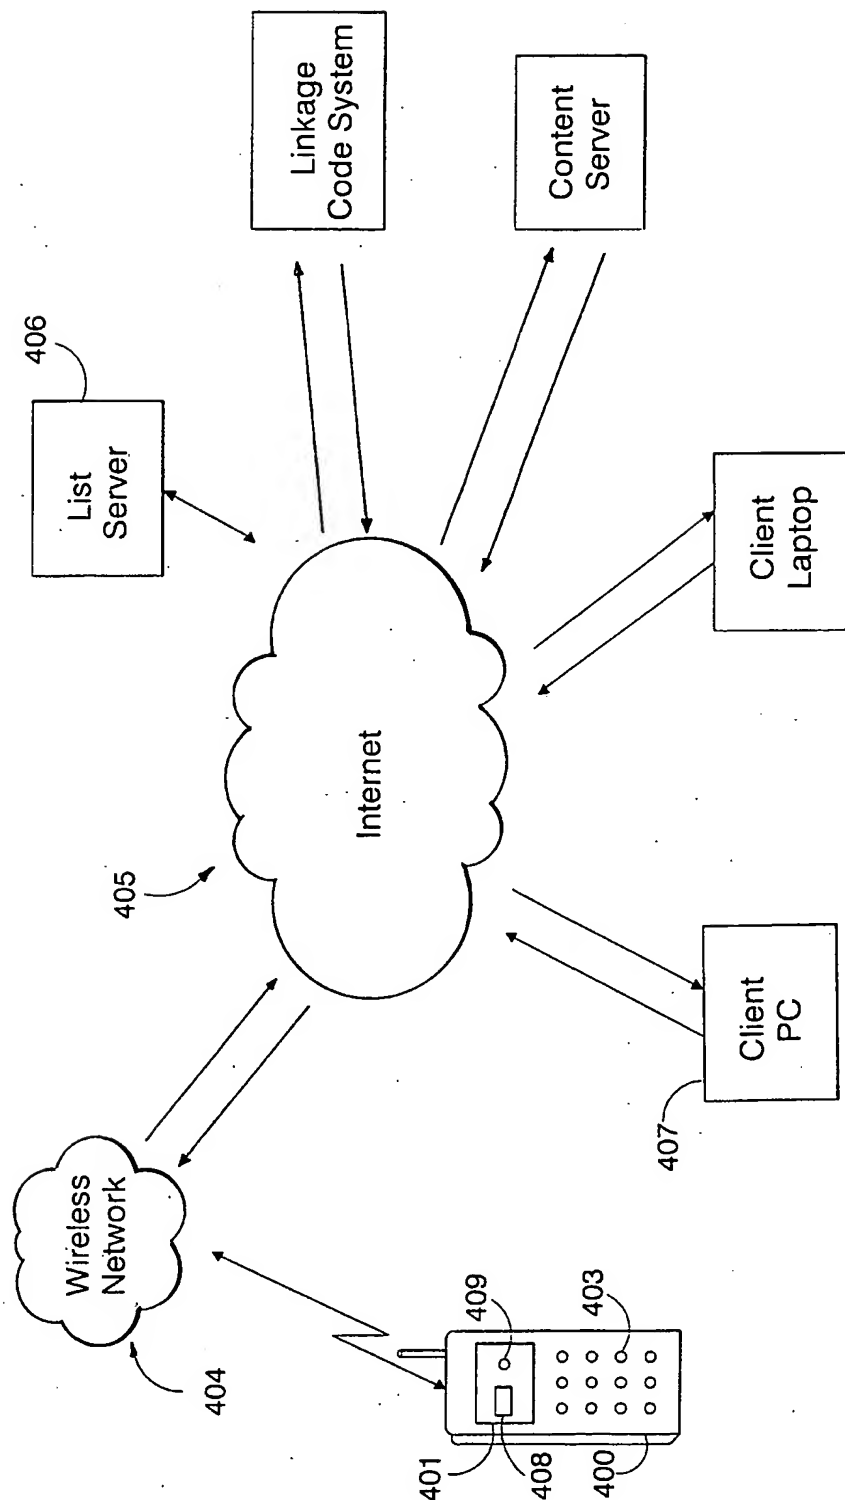 Wireless
Network
404
405
Internet
List
Server
406
Linkage
Code System
Content
Server
Client
Laptop
Client
PC
407
401
408
400
409
403